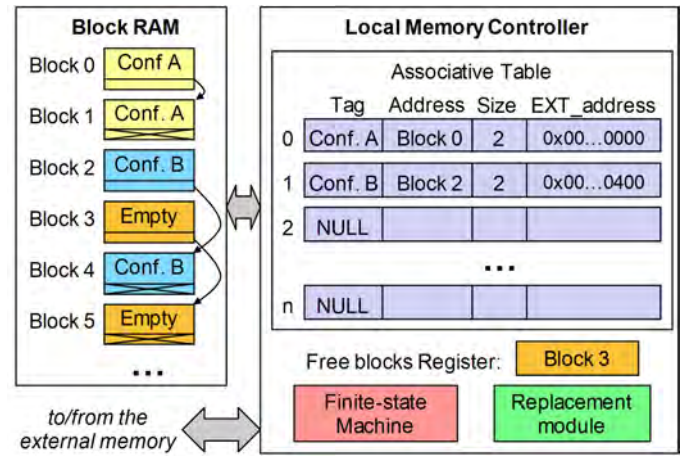 Block RAM
Block 0 Conf A
Block 1 Conf. A
Block 2 Conf. B
Block 3 Empty
Block 4 Conf. B
Block 5 Empty
...
to/from the
external memory
Local Memory Controller
Associative Table
Tag Address Size EXT_address
0 Conf. A Block 0 2 0x00...0000
1 Conf. B Block 2 2 0x00...0400
2 NULL
...
n NULL
Free blocks Register: Block 3
Finite-state
Machine
Replacement
module